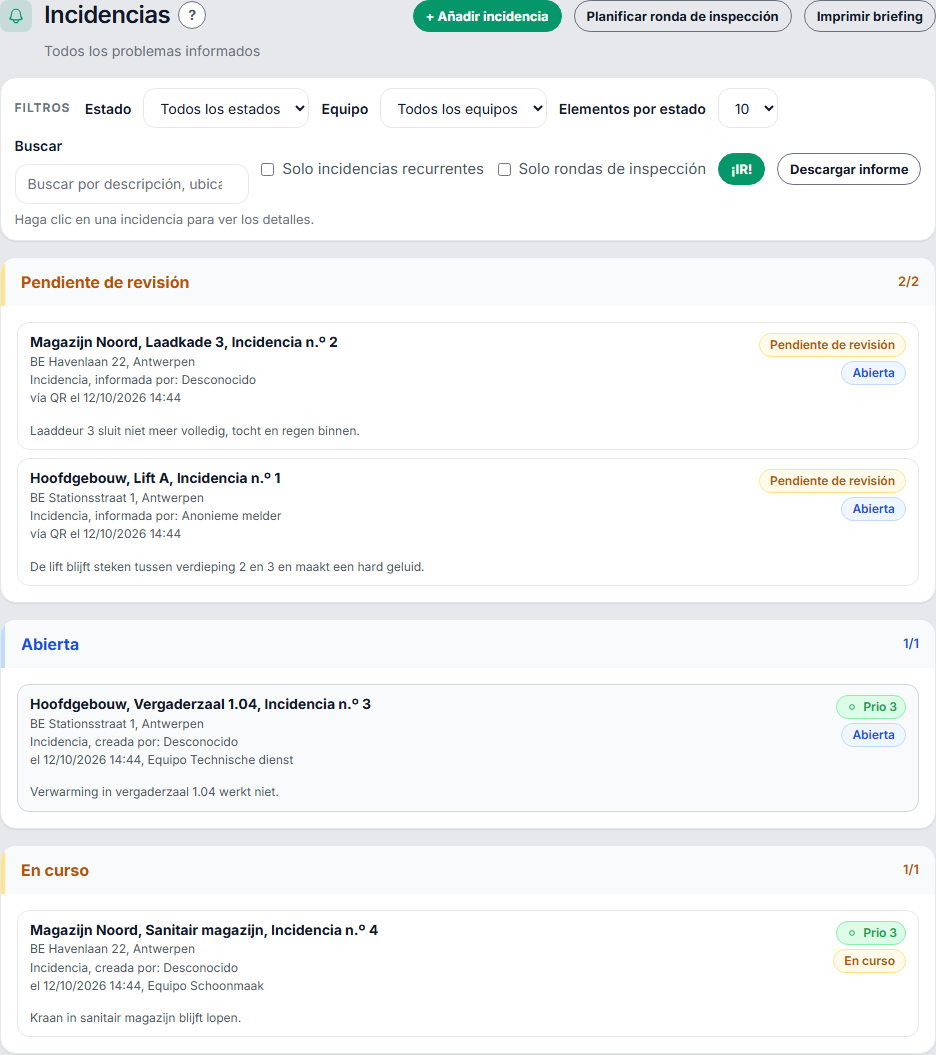 Incidencias ?
+ Añadir incidencia
Planificar ronda de inspección
Imprimir briefing
Todos los problemas informados
FILTROS Estado Todos los estados Equipo Todos los equipos Elementos por estado 10
Buscar
Buscar por descripción, ubica
Solo incidencias recurrentes
Solo rondas de inspección
¡IR!
Descargar informe
Haga clic en una incidencia para ver los detalles.
Pendiente de revisión 2/2
Magazijn Noord, Laadkade 3, Incidencia n.º 2
Pendiente de revisión
BE Havenlaan 22, Antwerpen
Abierta
Incidencia, informada por: Desconocido
vía QR el 12/10/2026 14:44
Laaddeur 3 sluit niet meer volledig, tocht en regen binnen.
Hoofdgebouw, Lift A, Incidencia n.º 1
Pendiente de revisión
BE Stationsstraat 1, Antwerpen
Abierta
Incidencia, informada por: Anonieme melder
vía QR el 12/10/2026 14:44
De lift blijft steken tussen verdieping 2 en 3 en maakt een hard geluid.
Abierta 1/1
Hoofdgebouw, Vergaderzaal 1.04, Incidencia n.º 3
Prio 3
BE Stationsstraat 1, Antwerpen
Abierta
Incidencia, creada por: Desconocido
el 12/10/2026 14:44, Equipo Technische dienst
Verwarming in vergaderzaal 1.04 werkt niet.
En curso 1/1
Magazijn Noord, Sanitair magazijn, Incidencia n.º 4
Prio 3
BE Havenlaan 22, Antwerpen
En curso
Incidencia, creada por: Desconocido
el 12/10/2026 14:44, Equipo Schoonmaak
Kraan in sanitair magazijn blijft lopen.